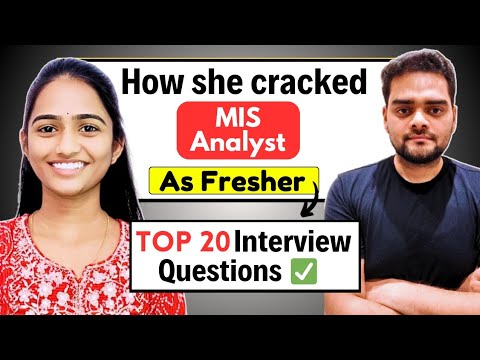 How she cracked
MIS
Analyst
As Fresher
TOP 20 Interview
Questions ✅